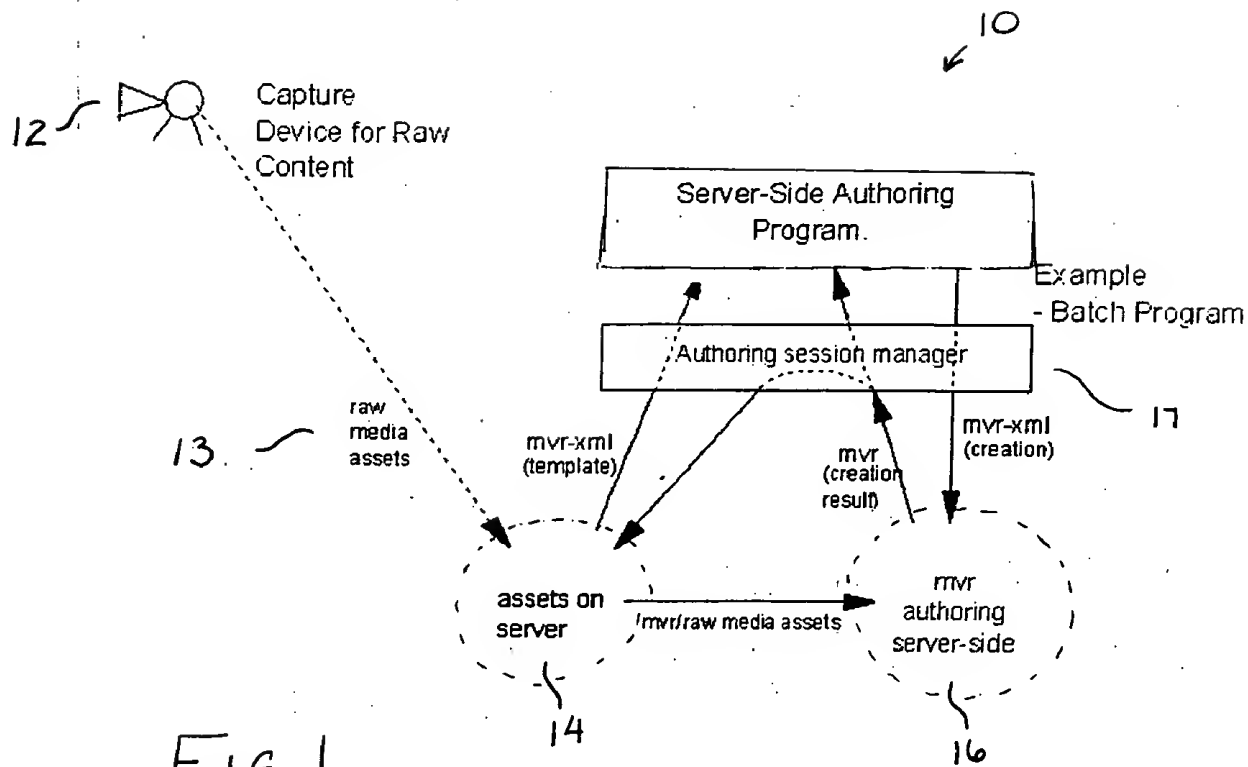 10
12
Capture
Device for Raw
Content
Server-Side Authoring
Program.
Example
- Batch Program
Authoring session manager
17
13
raw
media
assets
mvr-xml
(template)
mvr
(creation
result)
mvr-xml
(creation)
assets on
server
/mvr/raw media assets
mvr
authoring
server-side
14
16
FIG 1